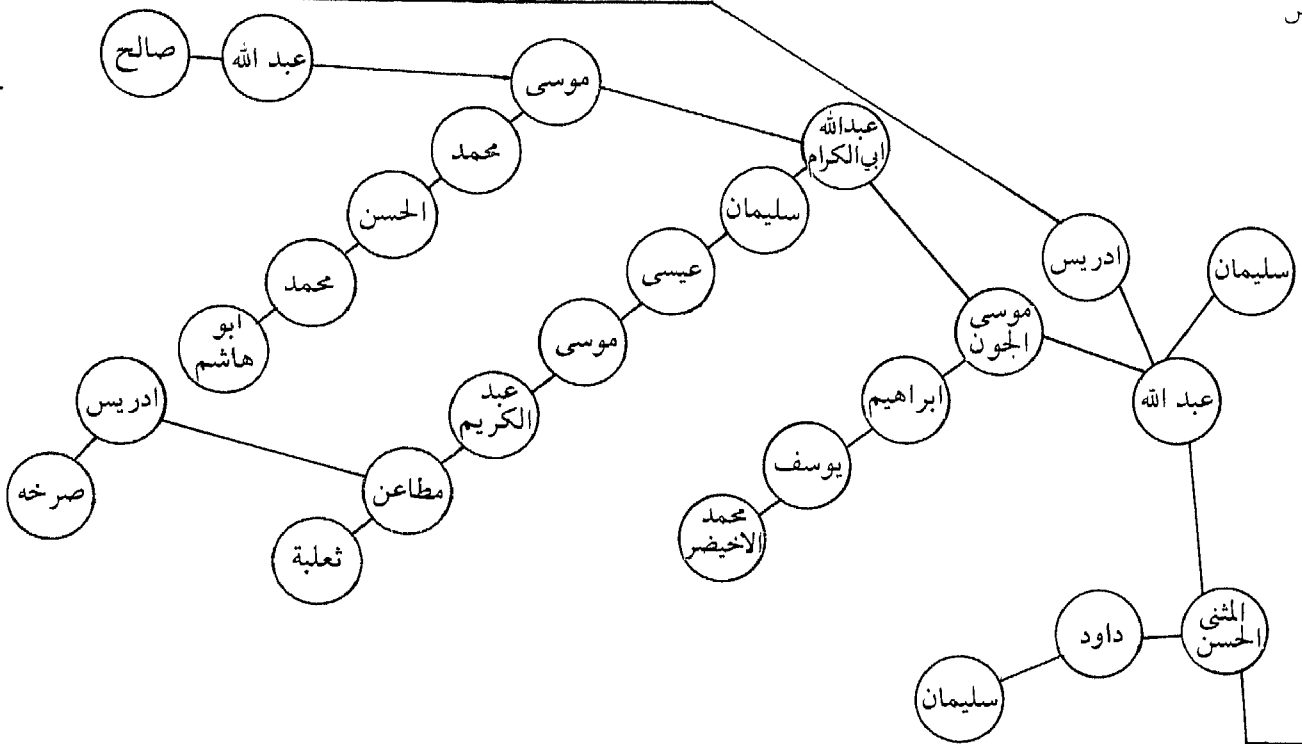 س
صالح
عبد الله
موسى
محمد
الحسن
محمد
ابو
هاشم
عبدالله
ابي الكرام
سليمان
عيسى
موسى
عبد
الكريم
مطاعن
ثعلبة
ادريس
صرخه
ادريس
سليمان
موسى
الجون
عبد الله
ابراهيم
يوسف
محمد
الاخيضر
المثنى
الحسن
داود
سليمان